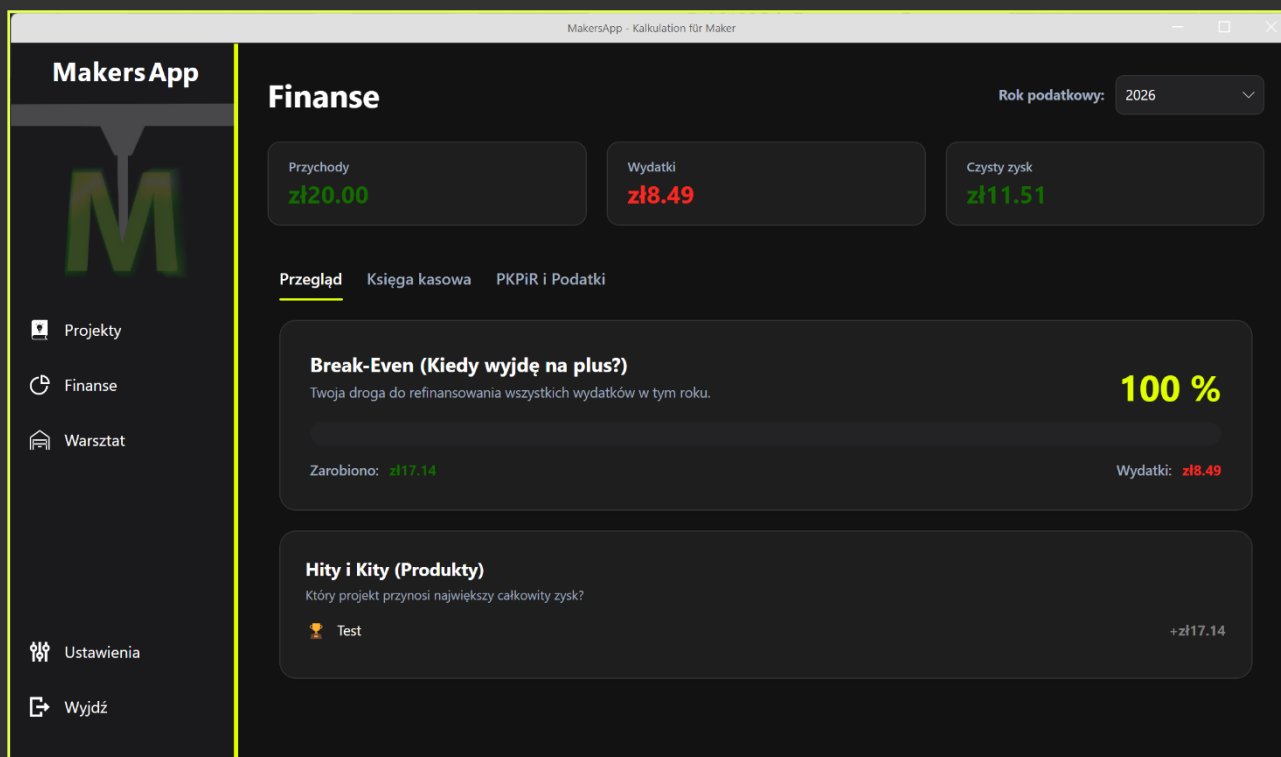 MakersApp - Kalkulation für Maker
MakersApp
M
Projekty
Finanse
Warsztat
Ustawienia
Wyjdź
Finanse
Rok podatkowy: 2026
Przychody
zł20.00
Wydatki
zł8.49
Czysty zysk
zł11.51
Przegląd Księga kasowa PKPiR i Podatki
Break-Even (Kiedy wyjdę na plus?)
Twoja droga do refinansowania wszystkich wydatków w tym roku.
100 %
Zarobiono: zł17.14
Wydatki: zł8.49
Hity i Kity (Produkty)
Który projekt przynosi największy całkowity zysk?
Test +zł17.14